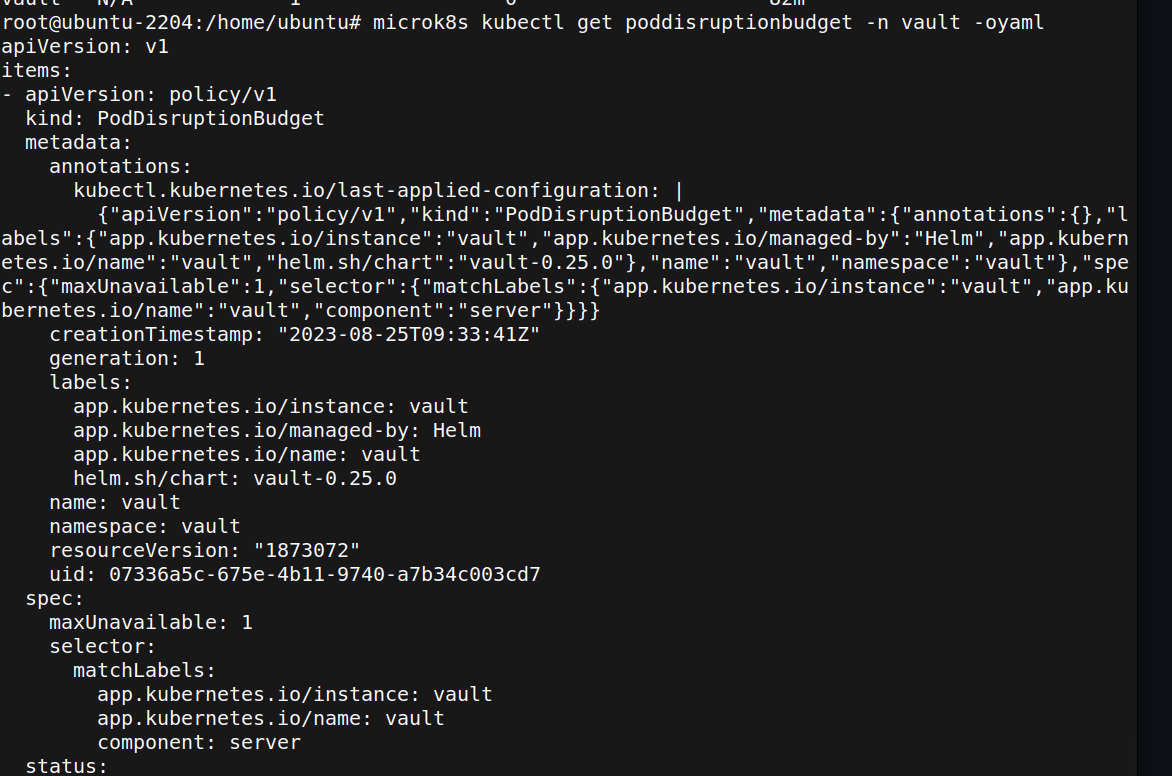 vault   N/A             1                 0                     82m
root@ubuntu-2204:/home/ubuntu# microk8s kubectl get poddisruptionbudget -n vault -oyaml
apiVersion: v1
items:
- apiVersion: policy/v1
  kind: PodDisruptionBudget
  metadata:
    annotations:
      kubectl.kubernetes.io/last-applied-configuration: |
        {"apiVersion":"policy/v1","kind":"PodDisruptionBudget","metadata":{"annotations":{},"l
abels":{"app.kubernetes.io/instance":"vault","app.kubernetes.io/managed-by":"Helm","app.kubern
etes.io/name":"vault","helm.sh/chart":"vault-0.25.0"},"name":"vault","namespace":"vault"},"spe
c":{"maxUnavailable":1,"selector":{"matchLabels":{"app.kubernetes.io/instance":"vault","app.ku
bernetes.io/name":"vault","component":"server"}}}}
    creationTimestamp: "2023-08-25T09:33:41Z"
    generation: 1
    labels:
      app.kubernetes.io/instance: vault
      app.kubernetes.io/managed-by: Helm
      app.kubernetes.io/name: vault
      helm.sh/chart: vault-0.25.0
    name: vault
    namespace: vault
    resourceVersion: "1873072"
    uid: 07336a5c-675e-4b11-9740-a7b34c003cd7
  spec:
    maxUnavailable: 1
    selector:
      matchLabels:
        app.kubernetes.io/instance: vault
        app.kubernetes.io/name: vault
        component: server
  status: